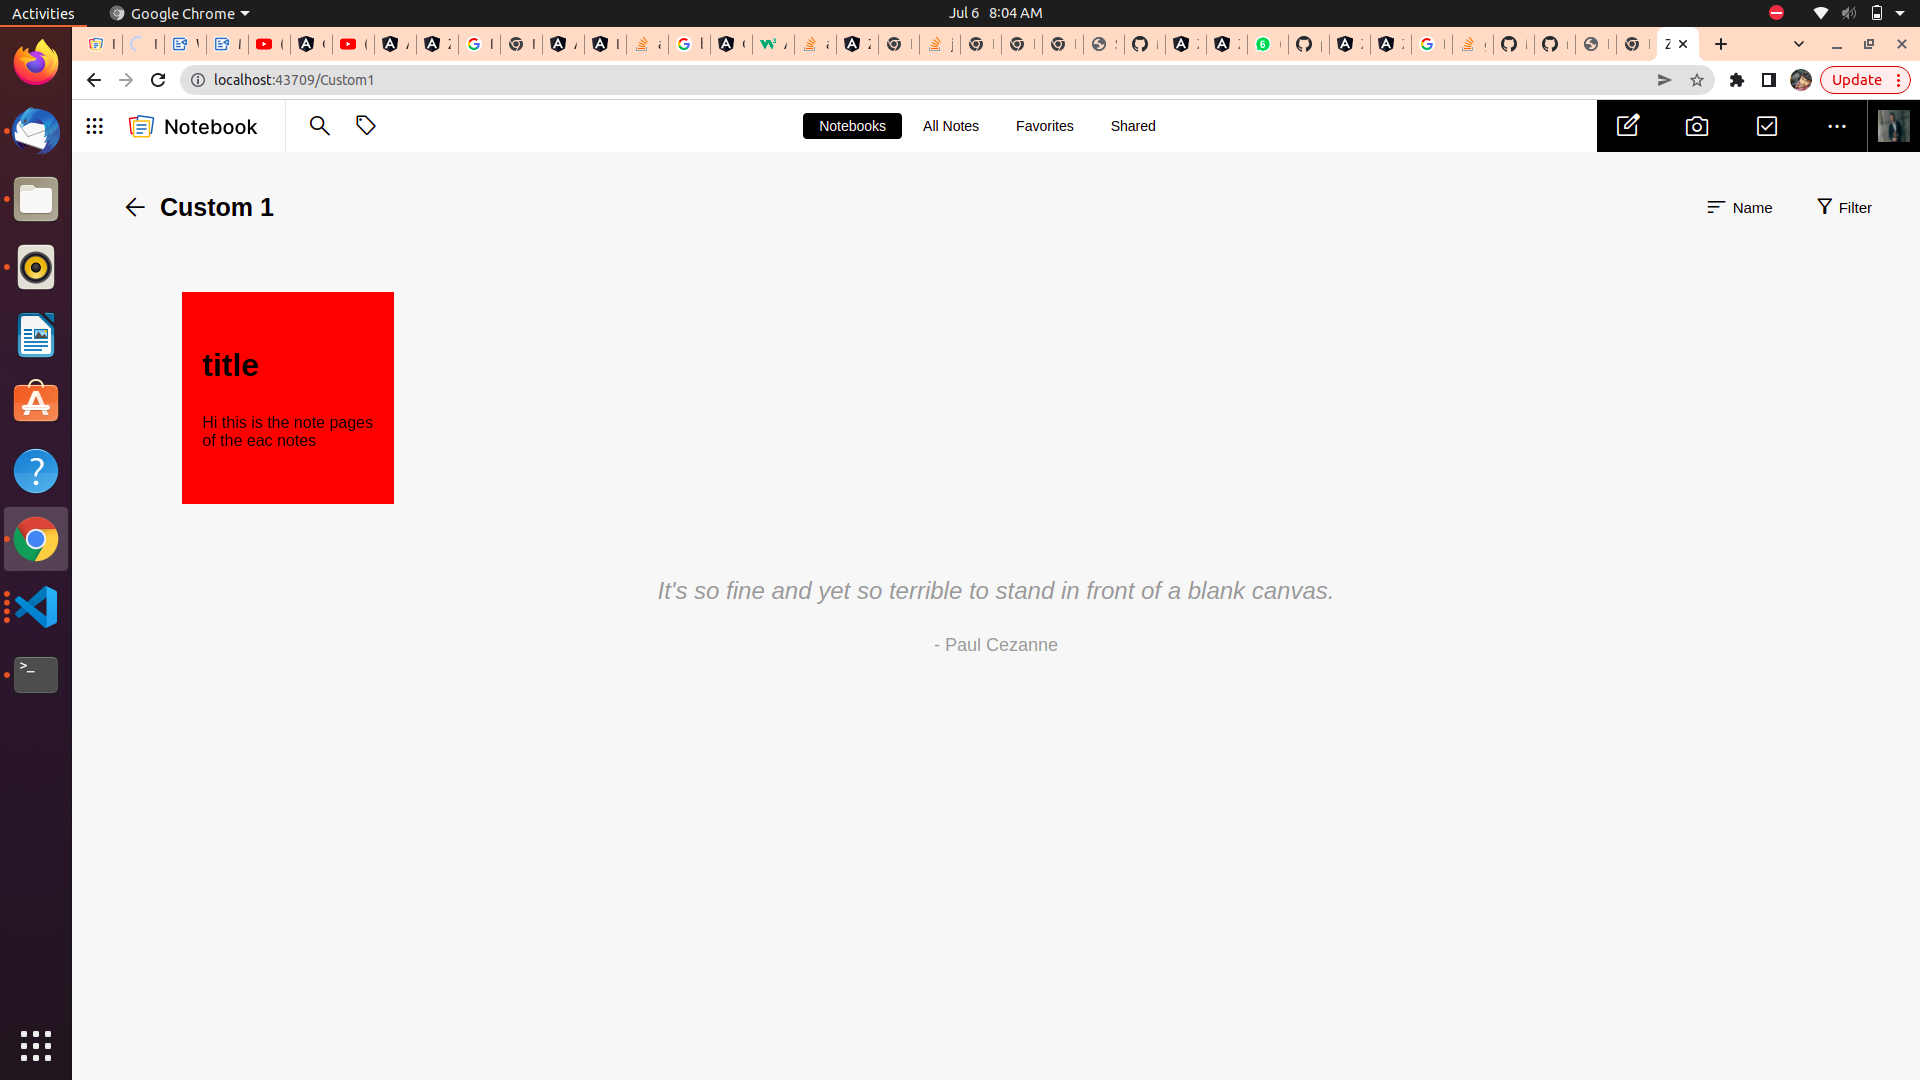 Activities
Google Chrome
Jul 6 8:04 AM
localhost:43709/Custom1
Update
Notebook
Notebooks
All Notes
Favorites
Shared
Custom 1
Name
Filter
title
Hi this is the note pages
of the eac notes
It's so fine and yet so terrible to stand in front of a blank canvas.
- Paul Cezanne